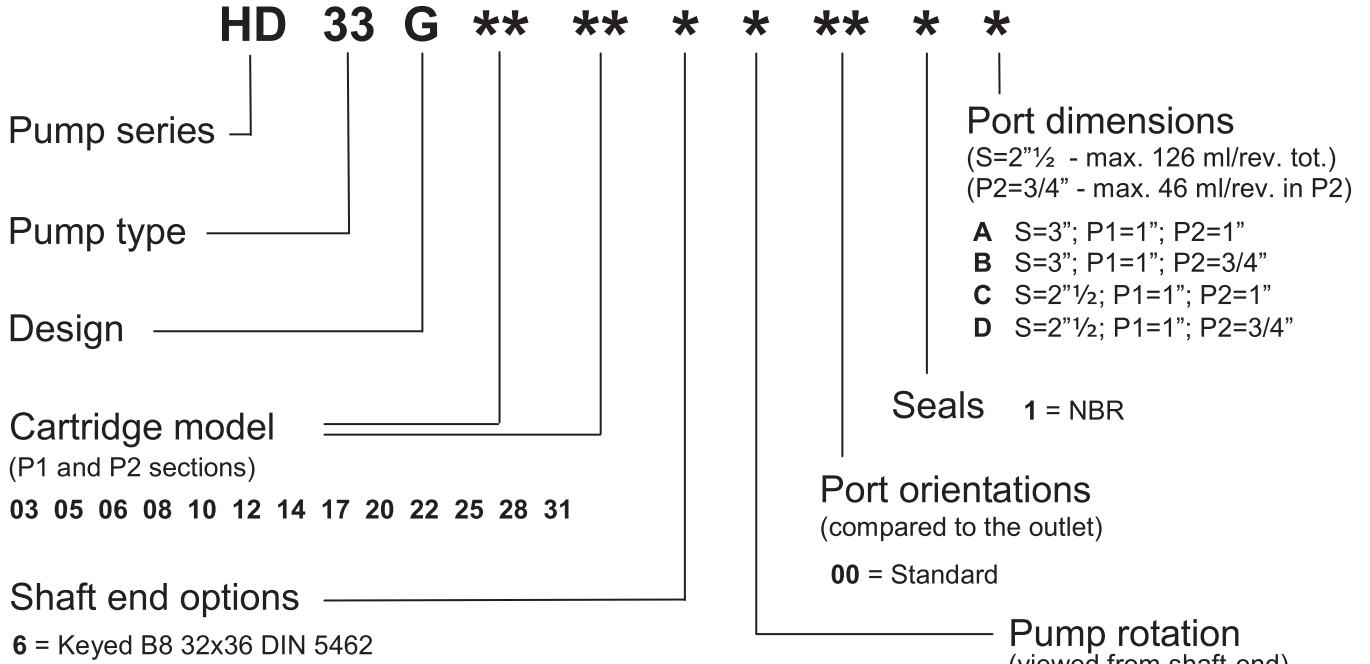 HD 33 G ** ** * * ** * *
Pump series
Port dimensions
(S=2”½ - max. 126 ml/rev. tot.)
(P2=3/4” - max. 46 ml/rev. in P2)
A S=3”; P1=1”; P2=1”
B S=3”; P1=1”; P2=3/4”
C S=2”½; P1=1”; P2=1”
D S=2”½; P1=1”; P2=3/4”
Pump type
Design
Seals 1 = NBR
Cartridge model
(P1 and P2 sections)
03 05 06 08 10 12 14 17 20 22 25 28 31
Port orientations
(compared to the outlet)
00 = Standard
Shaft end options
6 = Keyed B8 32x36 DIN 5462
Pump rotation
(viewed from shaft end)